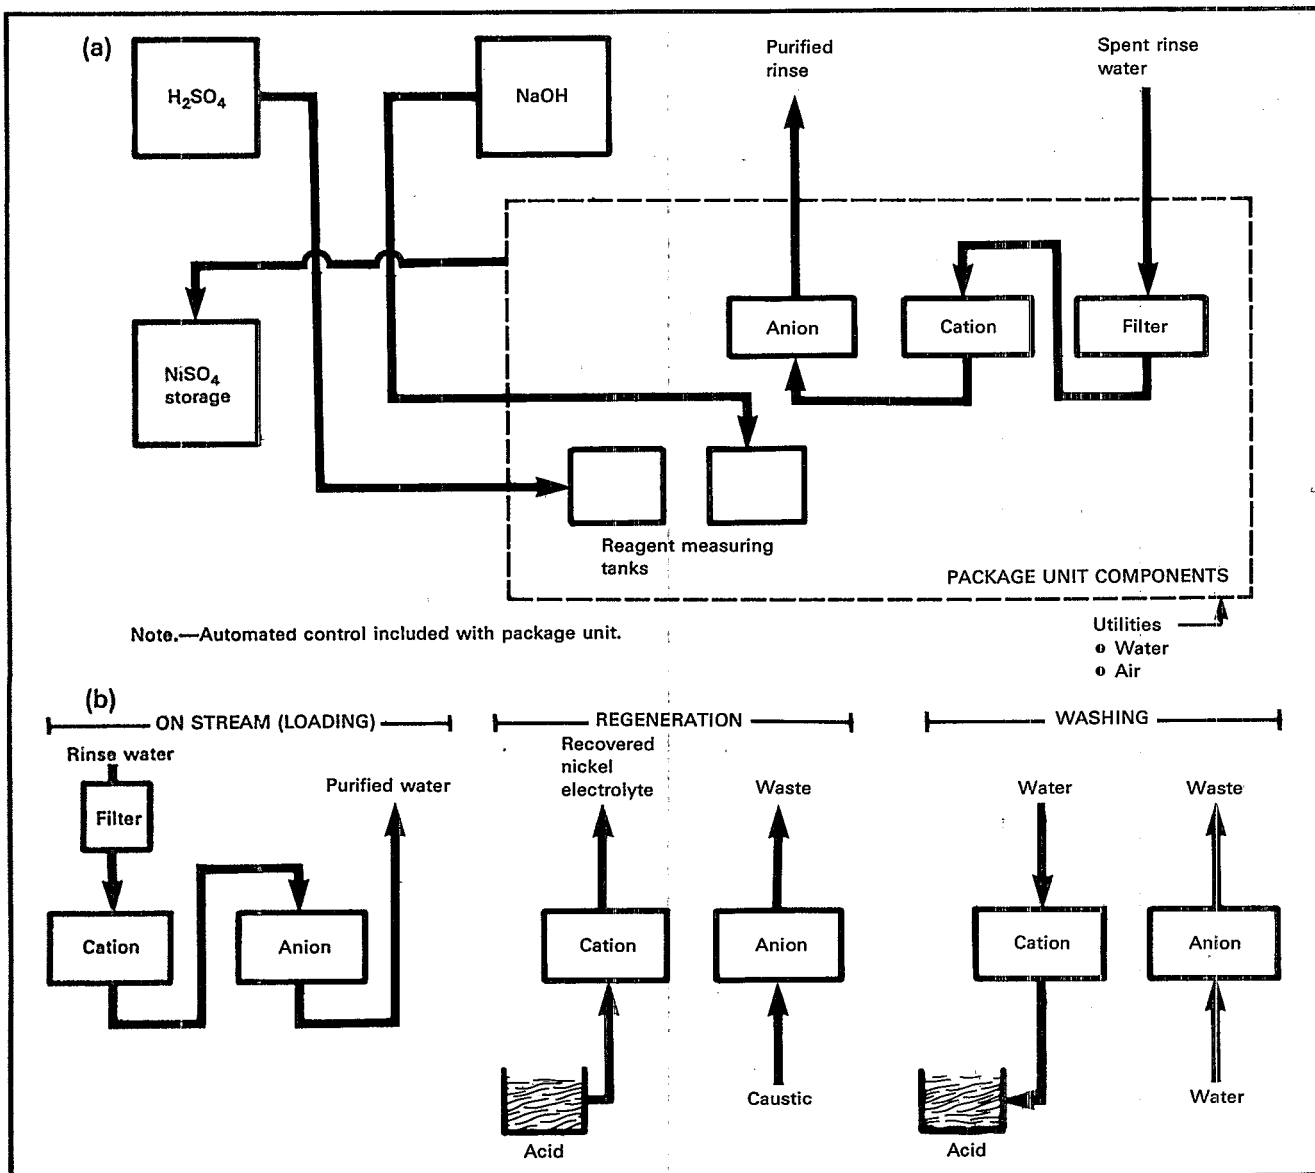 (a)
H₂SO₄
NaOH
Purified
rinse
Spent rinse
water
Anion
Cation
Filter
NiSO₄
storage
Reagent measuring
tanks
PACKAGE UNIT COMPONENTS
Note.—Automated control included with package unit.
Utilities
Water
Air
(b)
ON STREAM (LOADING)
REGENERATION
WASHING
Rinse water
Filter
Purified water
Cation
Anion
Recovered
nickel
electrolyte
Waste
Cation
Anion
Caustic
Acid
Water
Waste
Cation
Anion
Water
Acid